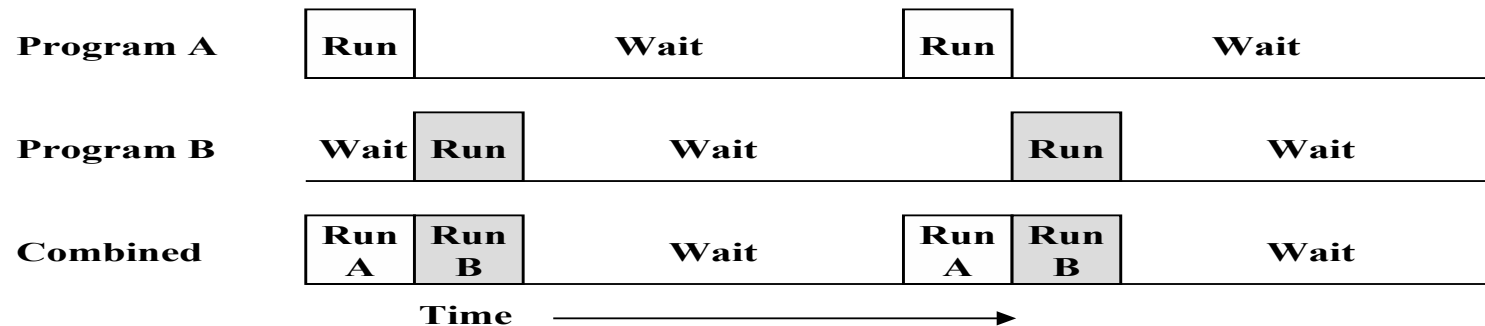 Program A Run Wait Run Wait
Program B Wait Run Wait Run Wait
Combined Run A Run B Wait Run A Run B Wait
Time